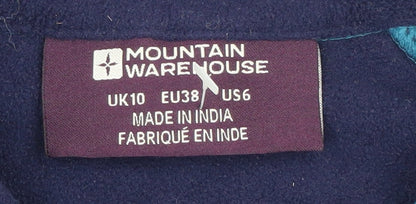 MOUNTAIN
WAREHOUSE
UK10 EU38 US6
MADE IN INDIA
FABRIQUÉ EN INDE